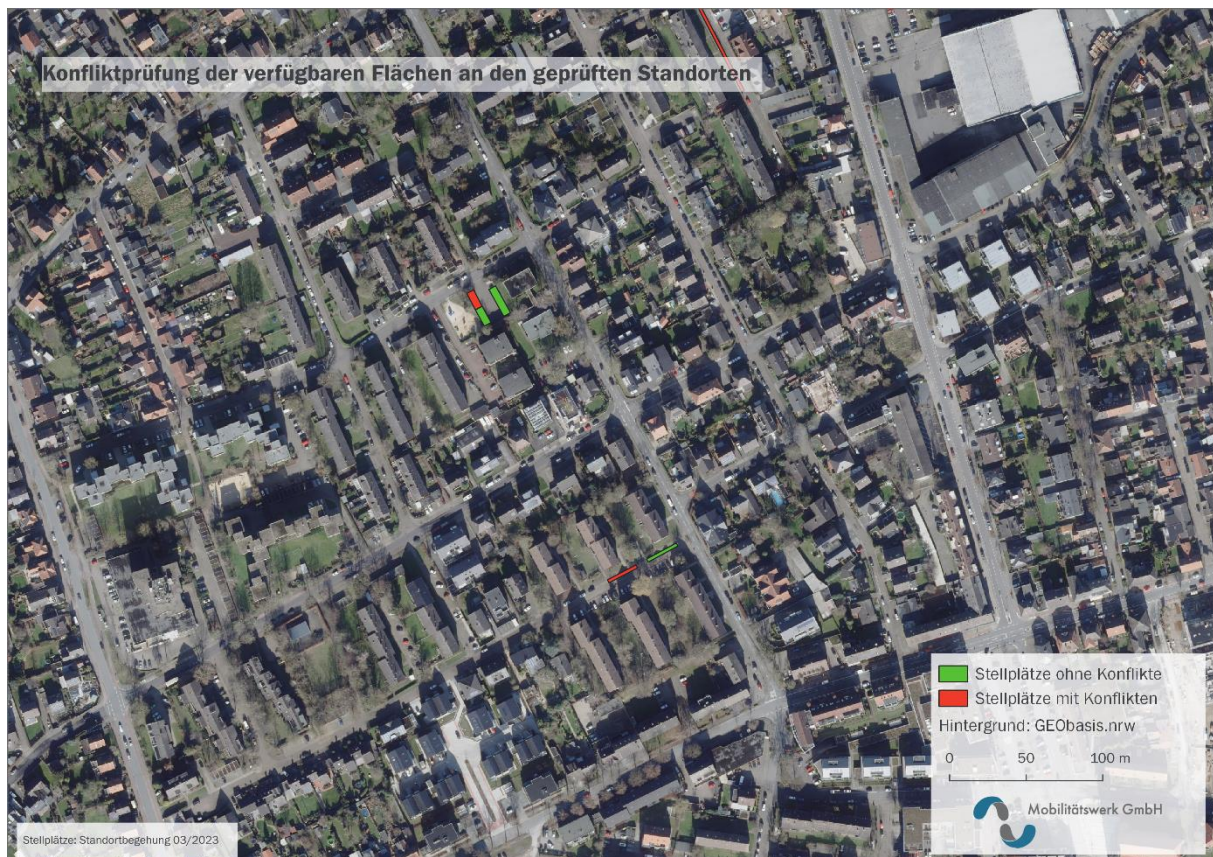 Konfliktprüfung der verfügbaren Flächen an den geprüften Standorten
Stellplätze ohne Konflikte
Stellplätze mit Konflikten
Hintergrund: GEObasis.nrw
0 50 100 m
Mobilitätswerk GmbH
Stellplätze: Standortbegehung 03/2023